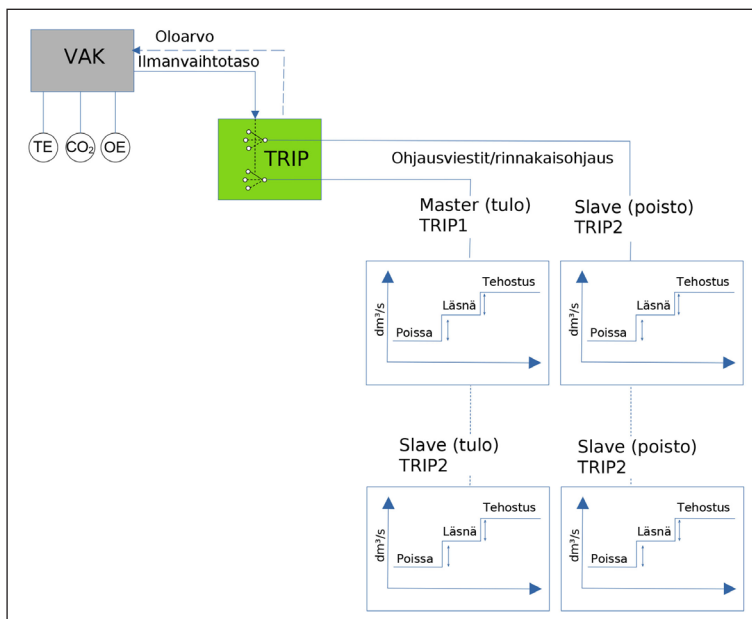 Oloarvo
VAK
Ilmanvaihtotaso
TE
CO₂
OE
TRIP
Ohjausviestit/rinnakaisohjaus
Master (tulo)
TRIP1
Slave (poisto)
TRIP2
dm³/s
Poissa
Läsnä
Tehostus
dm³/s
Poissa
Läsnä
Tehostus
Slave (tulo)
TRIP2
Slave (poisto)
TRIP2
dm³/s
Poissa
Läsnä
Tehostus
dm³/s
Poissa
Läsnä
Tehostus